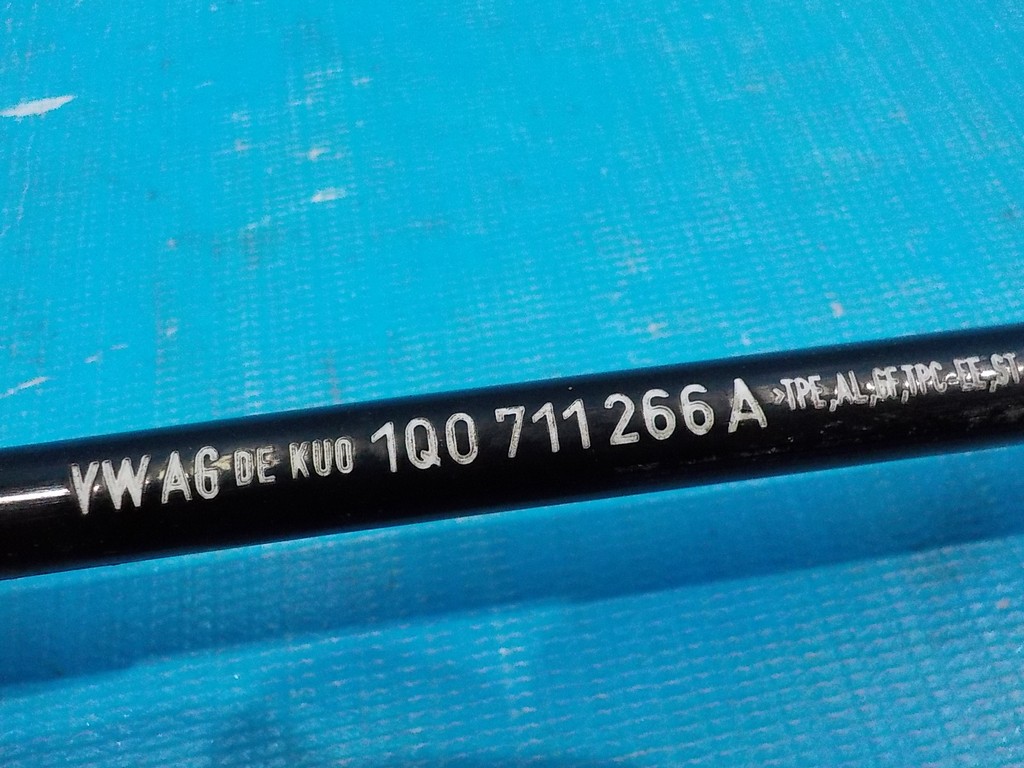 VW AG DE KUO 1Q0 711 266 A >TPE,AL,GF,TPC-EE,ST